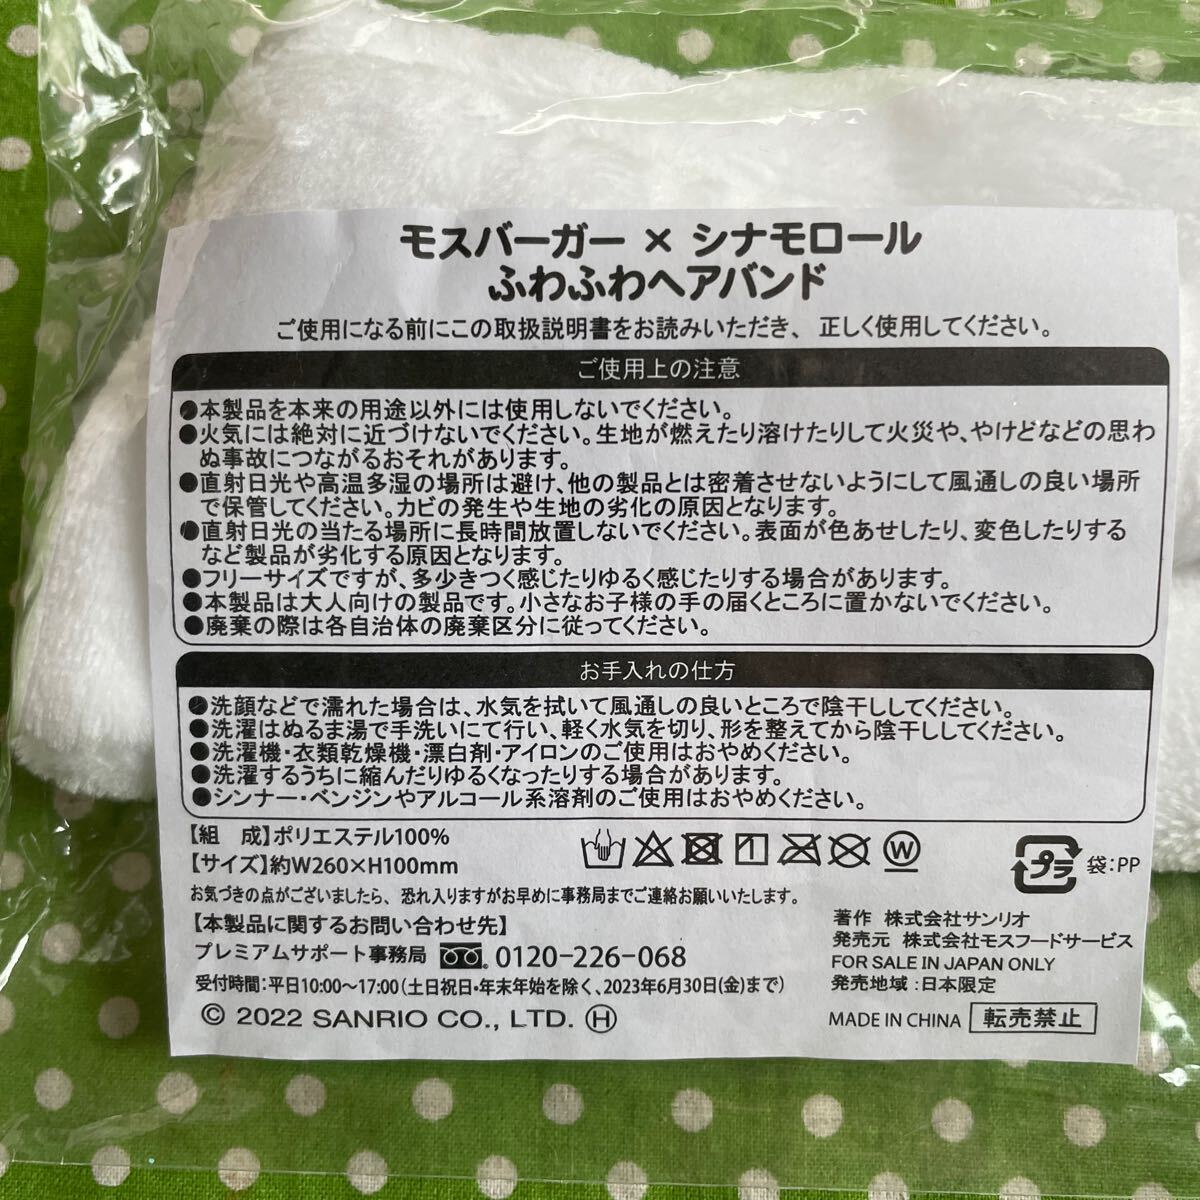 モスバーガー × シナモロール
ふわふわヘアバンド
ご使用になる前にこの取扱説明書をお読みいただき、正しく使用してください。
ご使用上の注意
●本製品を本来の用途以外には使用しないでください。
●火気には絶対に近づけないでください。生地が燃えたり溶けたりして火災や、やけどなどの思わ
ぬ事故につながるおそれがあります。
●直射日光や高温多湿の場所は避け、他の製品とは密着させないようにして風通しの良い場所
で保管してください。カビの発生や生地の劣化の原因となります。
●直射日光の当たる場所に長時間放置しないでください。表面が色あせしたり、変色したりする
など製品が劣化する原因となります。
●フリーサイズですが、多少きつく感じたりゆるく感じたりする場合があります。
●本製品は大人向けの製品です。小さなお子様の手の届くところに置かないでください。
●廃棄の際は各自治体の廃棄区分に従ってください。
お手入れの仕方
●洗顔などで濡れた場合は、水気を拭いて風通しの良いところで陰干ししてください。
●洗濯はぬるま湯で手洗いにて行い、軽く水気を切り、形を整えてから陰干ししてください。
●洗濯機・衣類乾燥機・漂白剤・アイロンのご使用はおやめください。
●洗濯するうちに縮んだりゆるくなったりする場合があります。
●シンナー・ベンジンやアルコール系溶剤のご使用はおやめください。
【組　成】ポリエステル100%
【サイズ】約W260×H100mm
W
プラ 袋:PP
お気づきの点がございましたら、恐れ入りますがお早めに事務局までご連絡お願いいたします。
【本製品に関するお問い合わせ先】
プレミアムサポート事務局 0120-226-068
受付時間:平日10:00〜17:00(土日祝日・年末年始を除く、2023年6月30日(金)まで)
© 2022 SANRIO CO., LTD. Ⓗ
著作 株式会社サンリオ
発売元 株式会社モスフードサービス
FOR SALE IN JAPAN ONLY
発売地域:日本限定
MADE IN CHINA 転売禁止